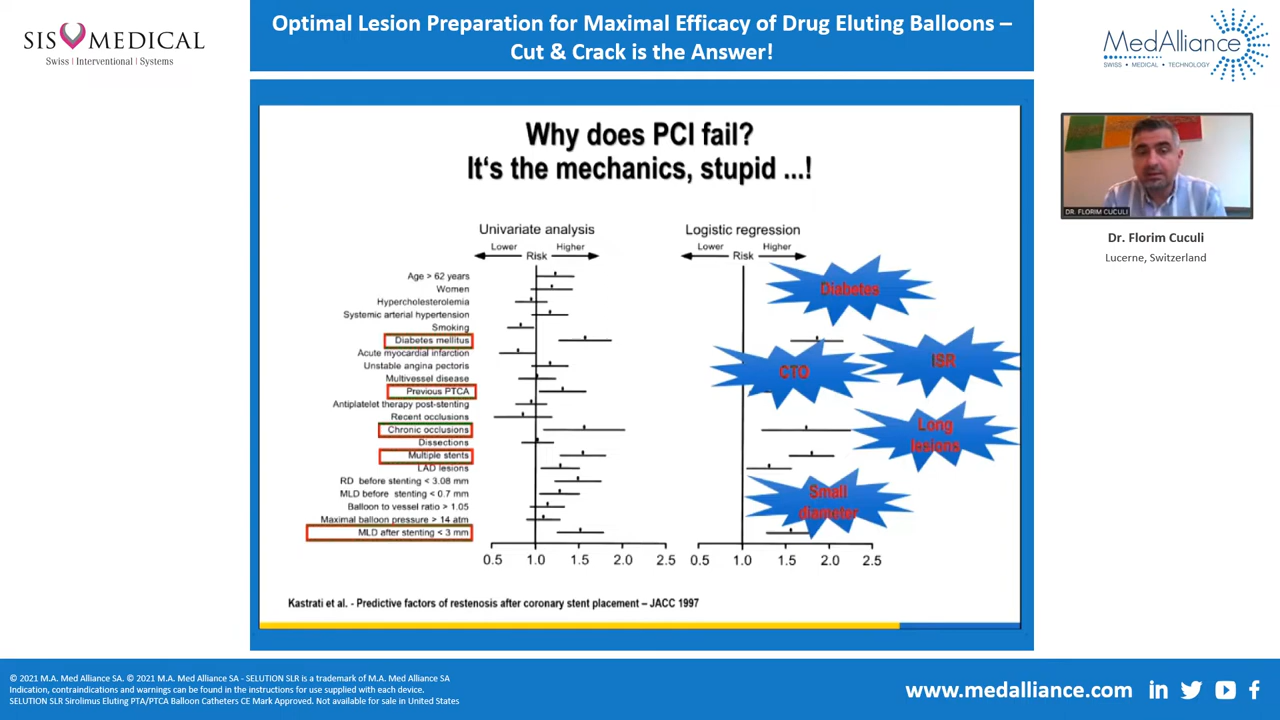 SIS MEDICAL
Swiss | Interventional | Systems
Optimal Lesion Preparation for Maximal Efficacy of Drug Eluting Balloons –
Cut & Crack is the Answer!
MedAlliance
SWISS • MEDICAL • TECHNOLOGY
Why does PCI fail?
It's the mechanics, stupid ...!
Univariate analysis
Lower
Higher
Risk
Logistic regression
Lower
Higher
Risk
Age > 62 years
Women
Hypercholesterolemia
Systemic arterial hypertension
Smoking
Diabetes mellitus
Acute myocardial infarction
Unstable angina pectoris
Multivessel disease
Previous PTCA
Antiplatelet therapy post-stenting
Recent occlusions
Chronic occlusions
Dissections
Multiple stents
LAD lesions
RD before stenting < 3.08 mm
MLD before stenting < 0.7 mm
Balloon to vessel ratio > 1.05
Maximal balloon pressure > 14 atm
MLD after stenting < 3 mm
0.5 1.0 1.5 2.0 2.5
0.5 1.0 1.5 2.0 2.5
Diabetes
CTO
ISR
Long
lesions
Small
diameter
Kastrati et al. - Predictive factors of restenosis after coronary stent placement – JACC 1997
DR. FLORIM CUCULI
Dr. Florim Cuculi
Lucerne, Switzerland
© 2021 M.A. Med Alliance SA. © 2021 M.A. Med Alliance SA - SELUTION SLR is a trademark of M.A. Med Alliance SA
Indication, contraindications and warnings can be found in the instructions for use supplied with each device.
SELUTION SLR Sirolimus Eluting PTA/PTCA Balloon Catheters CE Mark Approved. Not available for sale in United States
www.medalliance.com